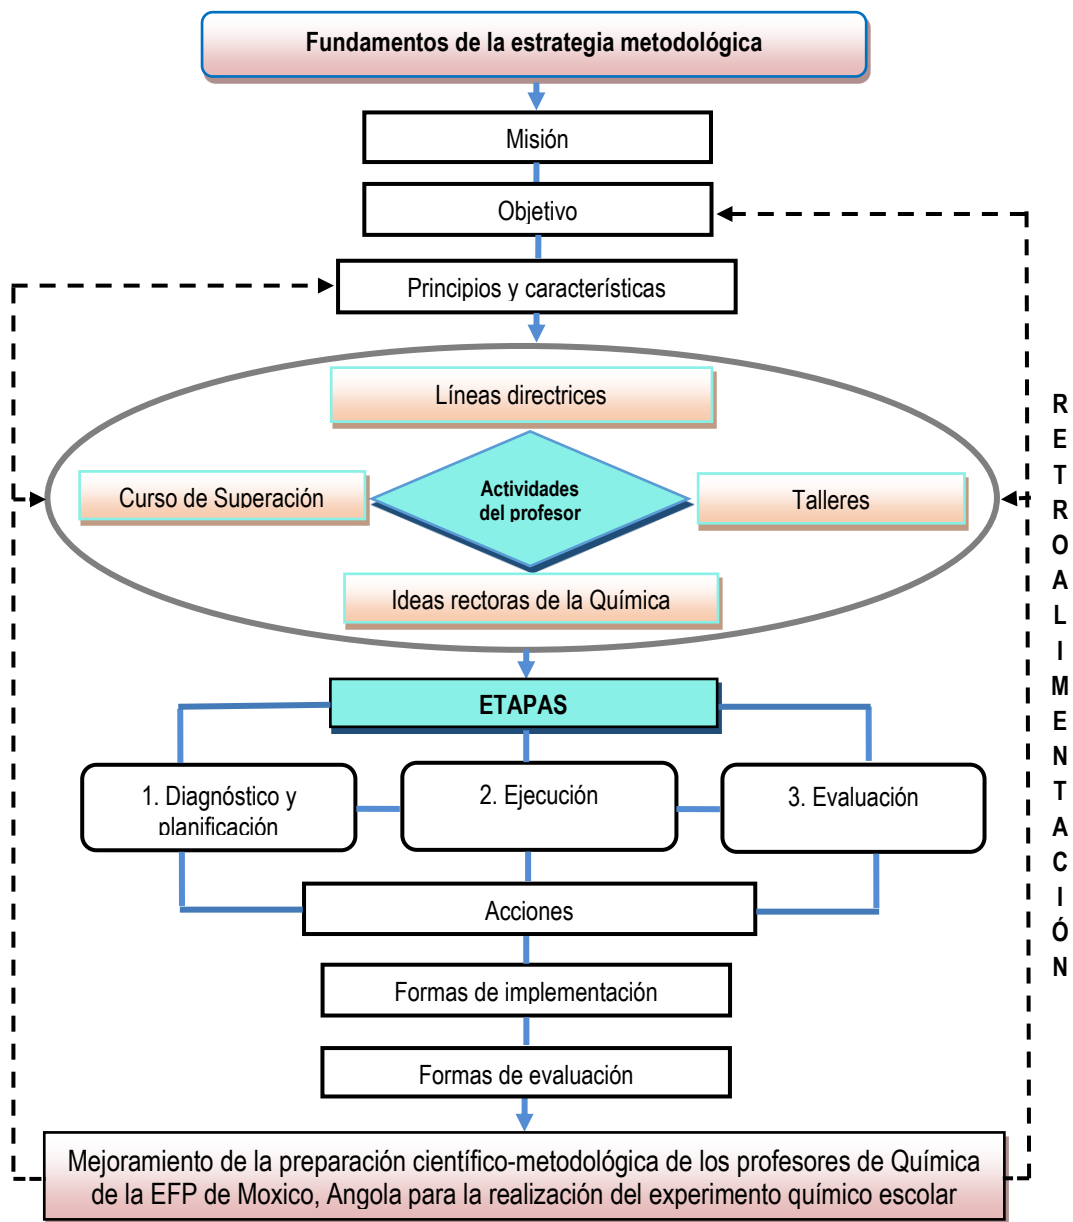 Fundamentos de la estrategia metodológica
Misión
Objetivo
Principios y características
Líneas directrices
Curso de Superación
Actividades
del profesor
Talleres
Ideas rectoras de la Química
ETAPAS
1. Diagnóstico y
planificación
2. Ejecución
3. Evaluación
Acciones
Formas de implementación
Formas de evaluación
Mejoramiento de la preparación científico-metodológica de los profesores de Química
de la EFP de Moxico, Angola para la realización del experimento químico escolar
RETROALIMENTACIÓN